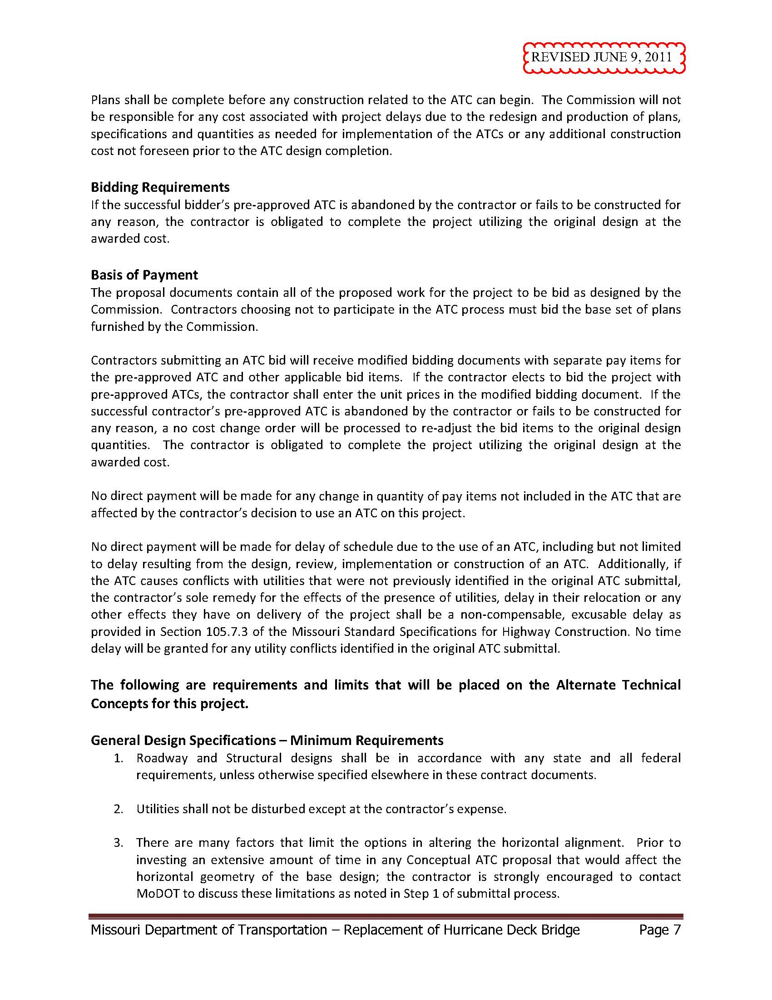 REVISED JUNE 9, 2011
Plans shall be complete before any construction related to the ATC can begin.  The Commission will not
be responsible for any cost associated with project delays due to the redesign and production of plans,
specifications and quantities as needed for implementation of the ATCs or any additional construction
cost not foreseen prior to the ATC design completion.
Bidding Requirements
If the successful bidder’s pre-approved ATC is abandoned by the contractor or fails to be constructed for
any reason, the contractor is obligated to complete the project utilizing the original design at the
awarded cost.
Basis of Payment
The proposal documents contain all of the proposed work for the project to be bid as designed by the
Commission.  Contractors choosing not to participate in the ATC process must bid the base set of plans
furnished by the Commission.
Contractors submitting an ATC bid will receive modified bidding documents with separate pay items for
the pre-approved ATC and other applicable bid items.  If the contractor elects to bid the project with
pre-approved ATCs, the contractor shall enter the unit prices in the modified bidding document.  If the
successful contractor’s pre-approved ATC is abandoned by the contractor or fails to be constructed for
any reason, a no cost change order will be processed to re-adjust the bid items to the original design
quantities.  The contractor is obligated to complete the project utilizing the original design at the
awarded cost.
No direct payment will be made for any change in quantity of pay items not included in the ATC that are
affected by the contractor’s decision to use an ATC on this project.
No direct payment will be made for delay of schedule due to the use of an ATC, including but not limited
to delay resulting from the design, review, implementation or construction of an ATC.  Additionally, if
the ATC causes conflicts with utilities that were not previously identified in the original ATC submittal,
the contractor’s sole remedy for the effects of the presence of utilities, delay in their relocation or any
other effects they have on delivery of the project shall be a non-compensable, excusable delay as
provided in Section 105.7.3 of the Missouri Standard Specifications for Highway Construction. No time
delay will be granted for any utility conflicts identified in the original ATC submittal.
The following are requirements and limits that will be placed on the Alternate Technical
Concepts for this project.
General Design Specifications – Minimum Requirements
1. Roadway and Structural designs shall be in accordance with any state and all federal
requirements, unless otherwise specified elsewhere in these contract documents.
2. Utilities shall not be disturbed except at the contractor’s expense.
3. There are many factors that limit the options in altering the horizontal alignment.  Prior to
investing an extensive amount of time in any Conceptual ATC proposal that would affect the
horizontal geometry of the base design; the contractor is strongly encouraged to contact
MoDOT to discuss these limitations as noted in Step 1 of submittal process.
Missouri Department of Transportation – Replacement of Hurricane Deck Bridge Page 7